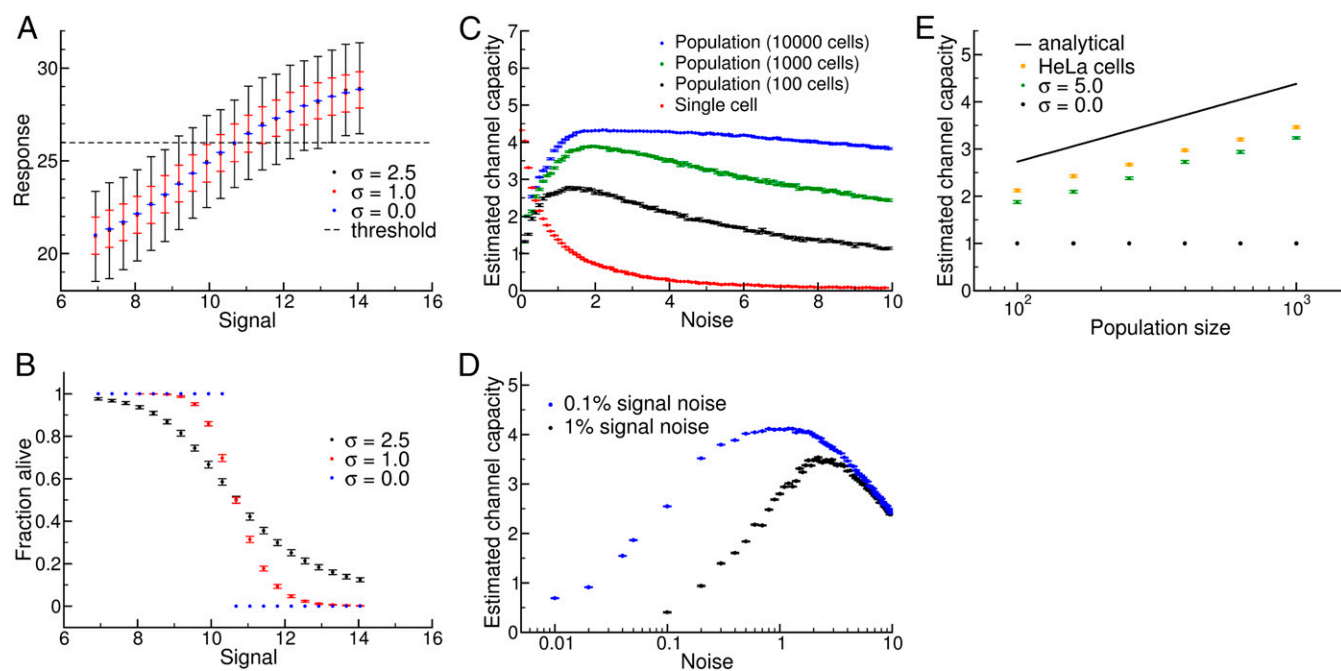 A
Response
30
28
26
24
22
20
6 8 10 12 14 16
Signal
σ = 2.5
σ = 1.0
σ = 0.0
threshold
B
Fraction alive
1
0.8
0.6
0.4
0.2
0
6 8 10 12 14 16
Signal
σ = 2.5
σ = 1.0
σ = 0.0
C
Estimated channel capacity
7
6
5
4
3
2
1
0
0 2 4 6 8 10
Noise
Population (10000 cells)
Population (1000 cells)
Population (100 cells)
Single cell
D
Estimated channel capacity
5
4
3
2
1
0
0.01 0.1 1 10
Noise
0.1% signal noise
1% signal noise
E
Estimated channel capacity
5
4
3
2
1
0
10² 10³
Population size
analytical
HeLa cells
σ = 5.0
σ = 0.0